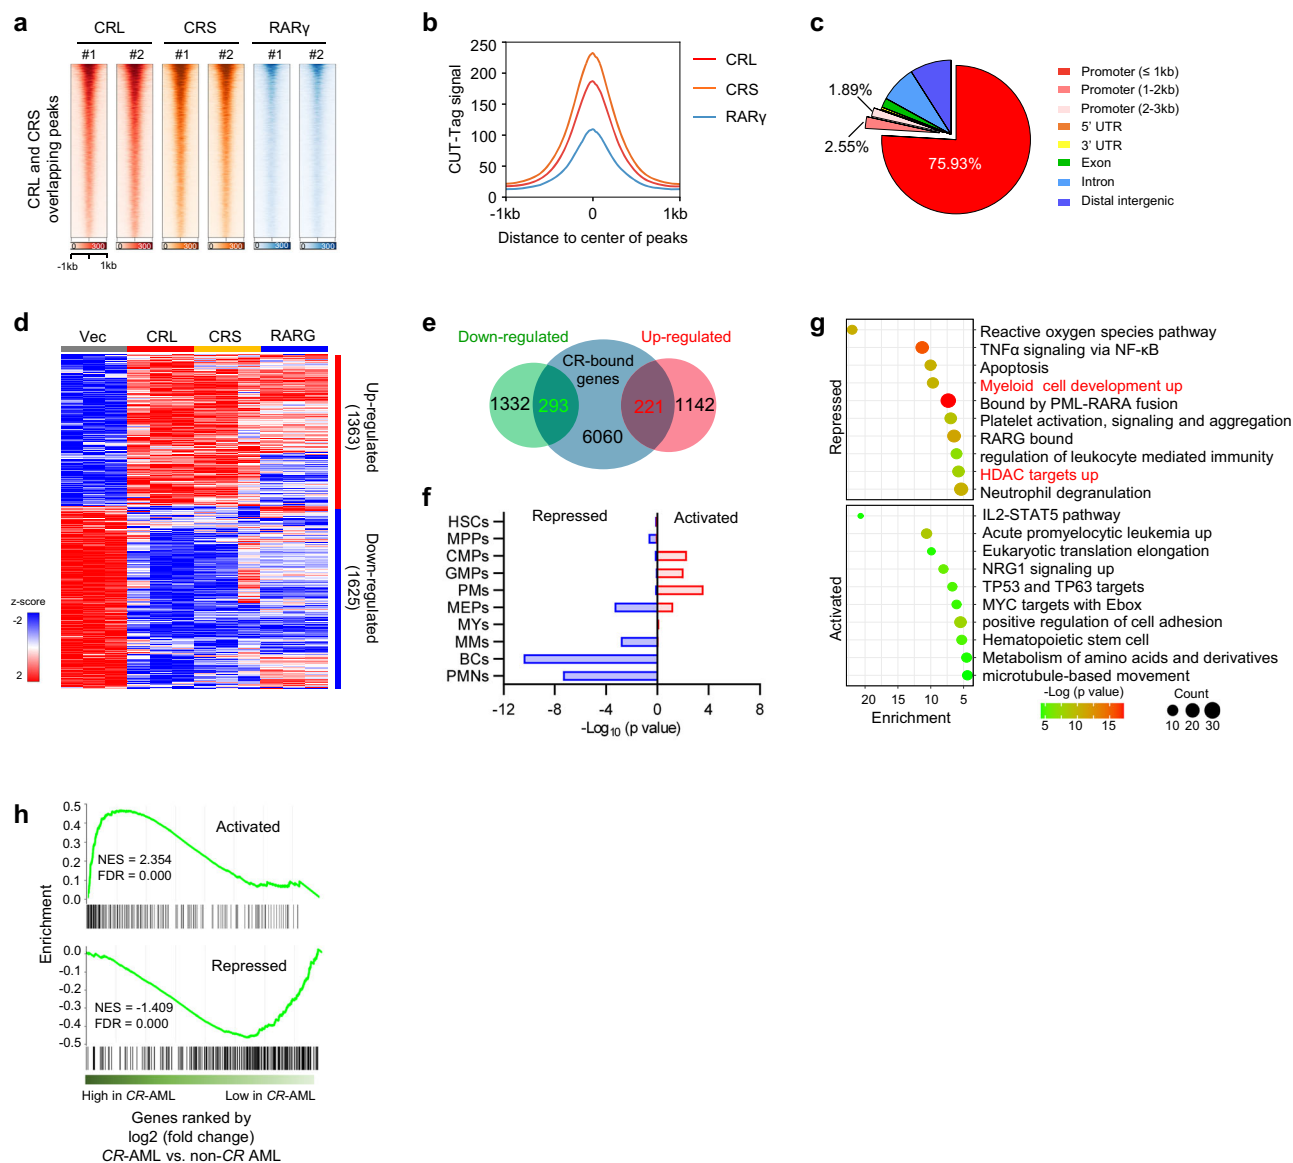 a
CRL CRS RARγ
#1 #2 #1 #2 #1 #2
CRL and CRS
overlapping peaks
0 300 0 300 0 300 0 300 0 300 0 300
-1kb 1kb
b
CUT-Tag signal
250
200
150
100
50
0
-1kb 0 1kb
Distance to center of peaks
CRL
CRS
RARγ
c
1.89%
2.55%
75.93%
Promoter (≤ 1kb)
Promoter (1-2kb)
Promoter (2-3kb)
5' UTR
3' UTR
Exon
Intron
Distal intergenic
d
Vec CRL CRS RARG
Up-regulated
(1363)
Down-regulated
(1625)
z-score
-2
2
e
Down-regulated Up-regulated
CR-bound
genes
1332 293 221 1142
6060
f
Repressed Activated
HSCs
MPPs
CMPs
GMPs
PMs
MEPs
MYs
MMs
BCs
PMNs
-12 -8 -4 0 4 8
-Log10 (p value)
g
Repressed
Reactive oxygen species pathway
TNFα signaling via NF-κB
Apoptosis
Myeloid cell development up
Bound by PML-RARA fusion
Platelet activation, signaling and aggregation
RARG bound
regulation of leukocyte mediated immunity
HDAC targets up
Neutrophil degranulation
Activated
IL2-STAT5 pathway
Acute promyelocytic leukemia up
Eukaryotic translation elongation
NRG1 signaling up
TP53 and TP63 targets
MYC targets with Ebox
positive regulation of cell adhesion
Hematopoietic stem cell
Metabolism of amino acids and derivatives
microtubule-based movement
20 15 10 5
Enrichment
-Log (p value)
5 10 15
Count
10 20 30
h
Enrichment
0.5
0.4
0.3
0.2
0.1
0.0
Activated
NES = 2.354
FDR = 0.000
0.0
-0.1
-0.2
-0.3
-0.4
-0.5
Repressed
NES = -1.409
FDR = 0.000
High in CR-AML Low in CR-AML
Genes ranked by
log2 (fold change)
CR-AML vs. non-CR AML